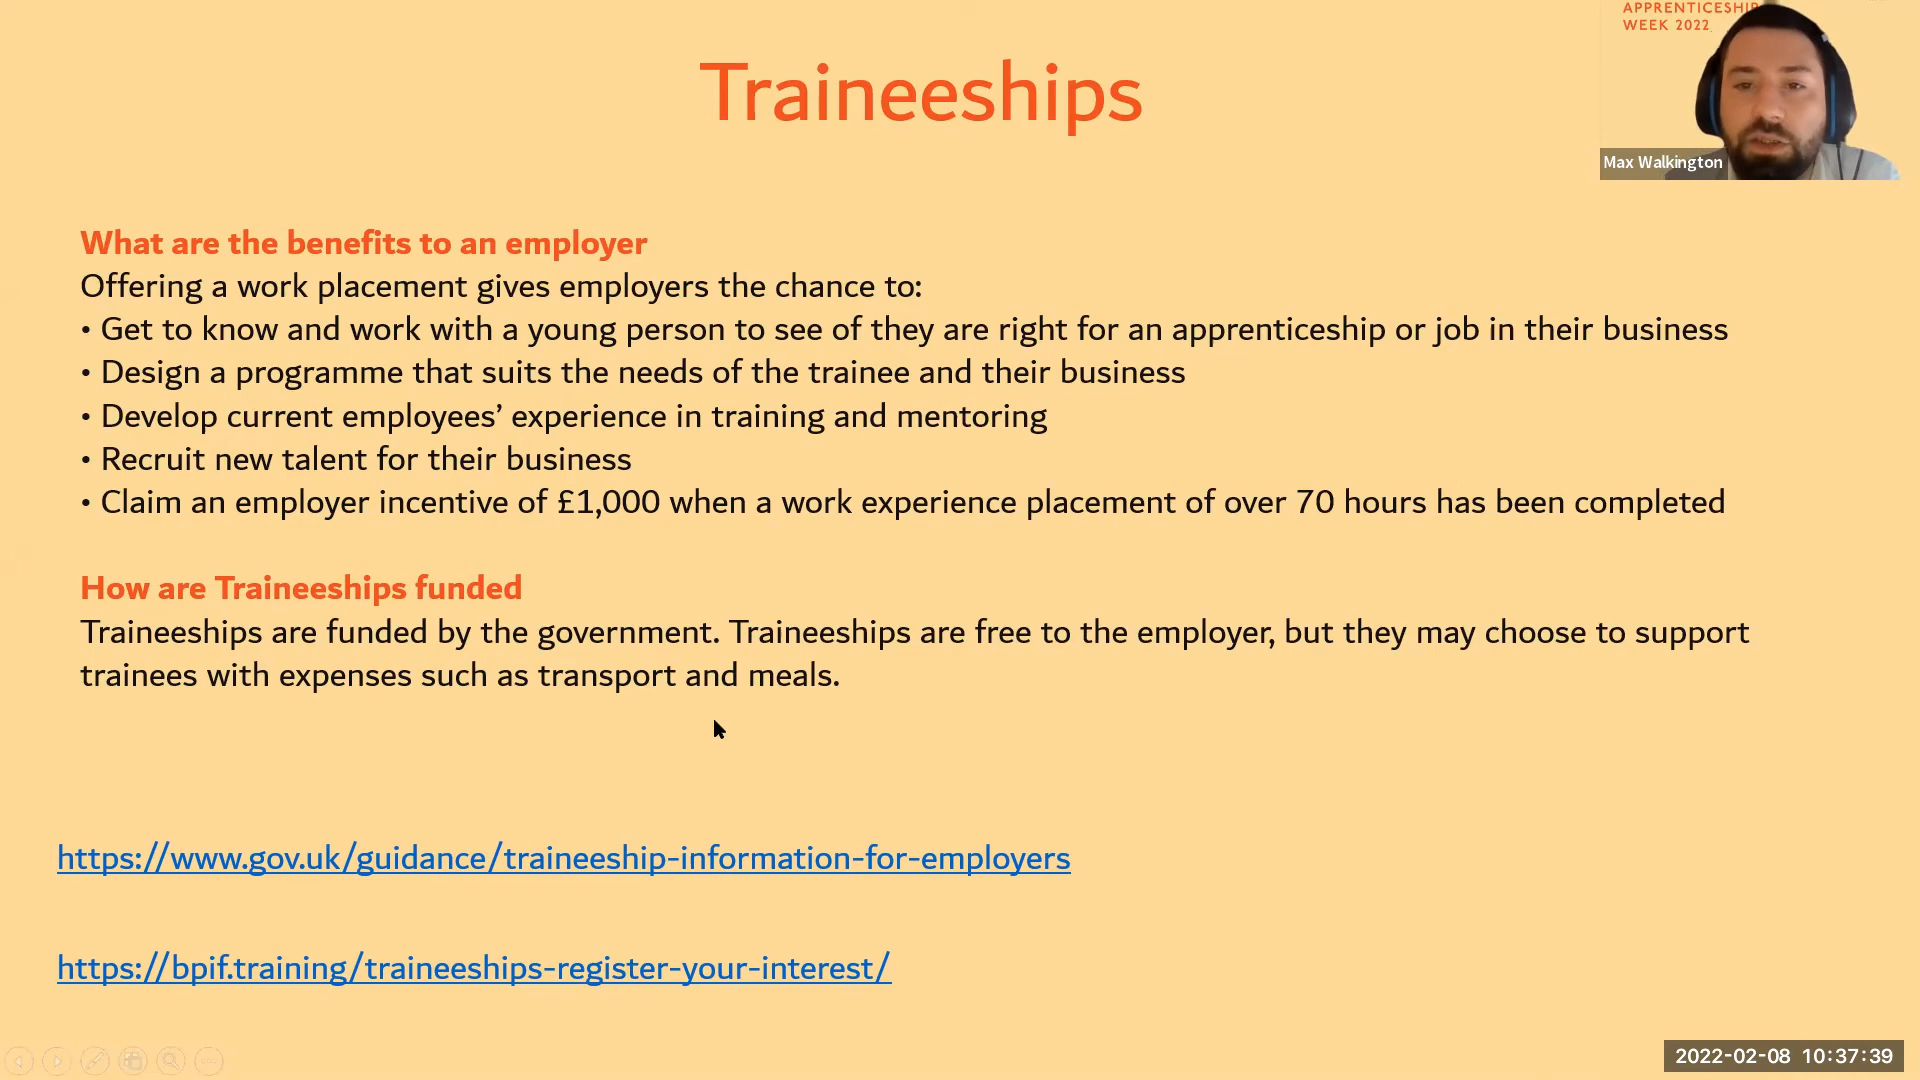 APPRENTICESHIP
WEEK 2022
Traineeships
Max Walkington
What are the benefits to an employer
Offering a work placement gives employers the chance to:
• Get to know and work with a young person to see of they are right for an apprenticeship or job in their business
• Design a programme that suits the needs of the trainee and their business
• Develop current employees’ experience in training and mentoring
• Recruit new talent for their business
• Claim an employer incentive of £1,000 when a work experience placement of over 70 hours has been completed
How are Traineeships funded
Traineeships are funded by the government. Traineeships are free to the employer, but they may choose to support
trainees with expenses such as transport and meals.
https://www.gov.uk/guidance/traineeship-information-for-employers
https://bpif.training/traineeships-register-your-interest/
2022-02-08 10:37:39